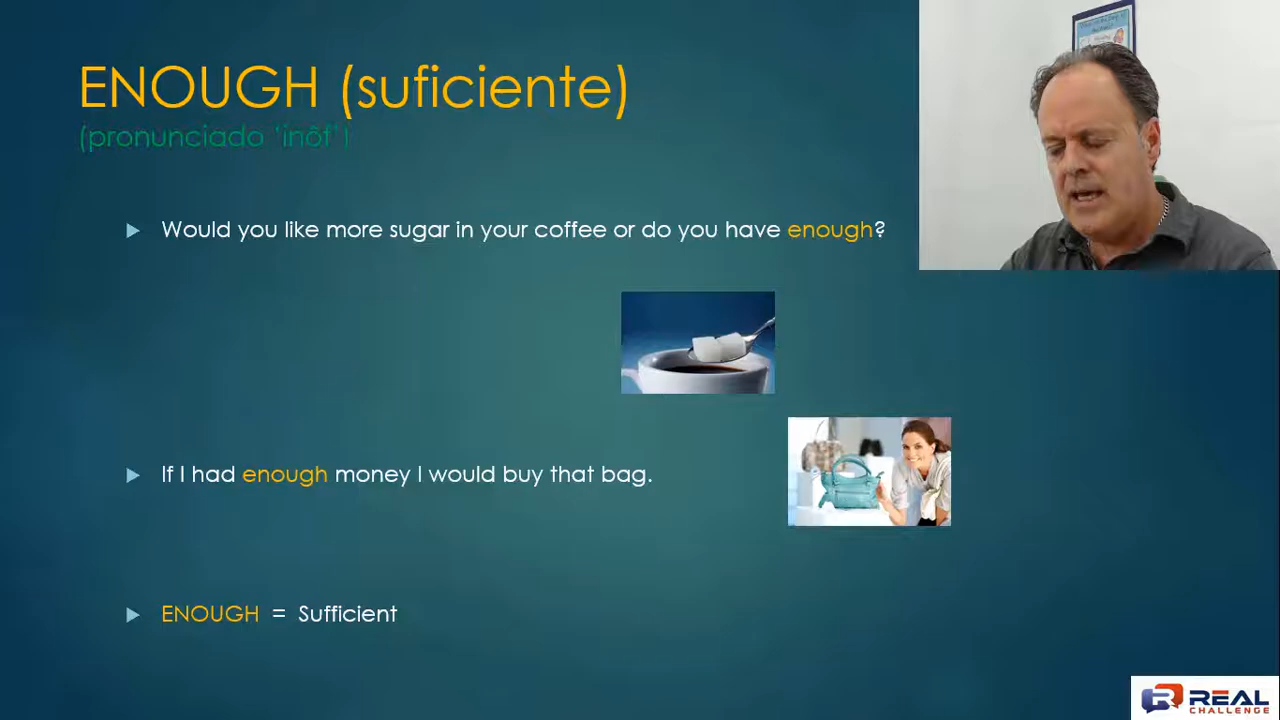 ENOUGH (suficiente)
(pronunciado ‘inôf’)
Would you like more sugar in your coffee or do you have enough?
If I had enough money I would buy that bag.
ENOUGH = Sufficient
REAL
CHALLENGE